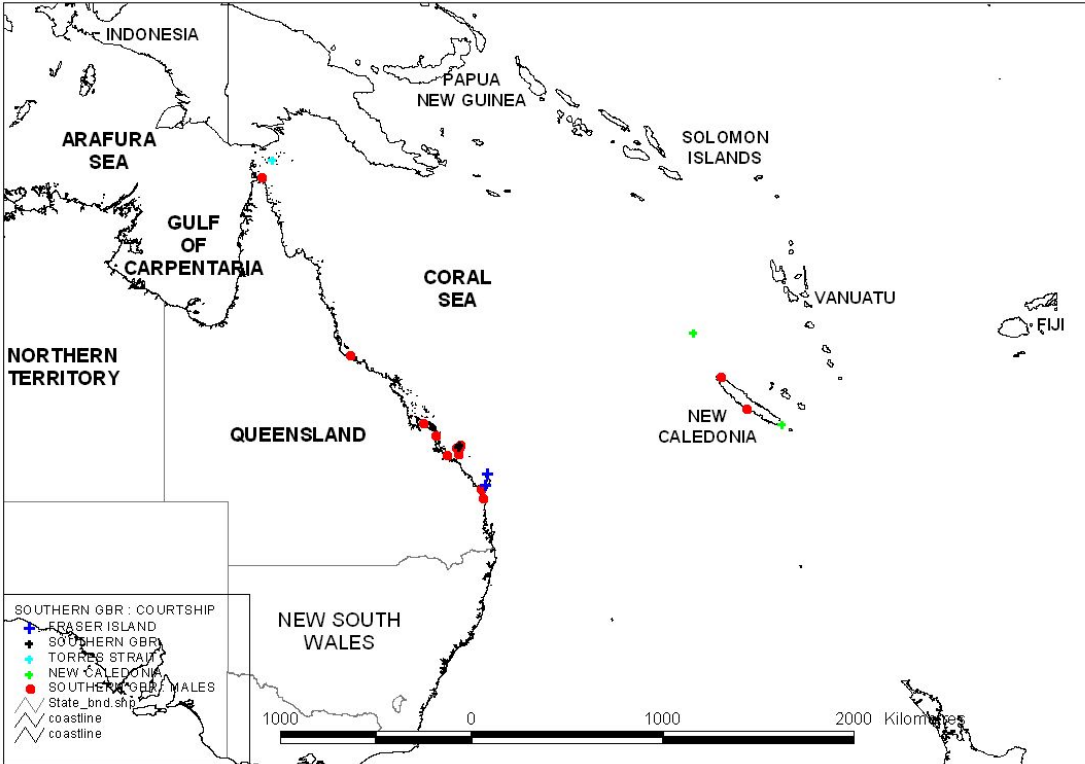 INDONESIA
PAPUA
NEW GUINEA
SOLOMON
ISLANDS
ARAFURA
SEA
GULF
OF
CARPENTARIA
CORAL
SEA
VANUATU
FIJI
NORTHERN
TERRITORY
NEW
CALEDONIA
QUEENSLAND
NEW SOUTH
WALES
SOUTHERN GBR : COURTSHIP
FRASER ISLAND
SOUTHERN GBR
TORRES STRAIT
NEW CALEDONIA
SOUTHERN GBR : MALES
State_bnd.shp
coastline
coastline
1000 0 1000 2000 Kilometres